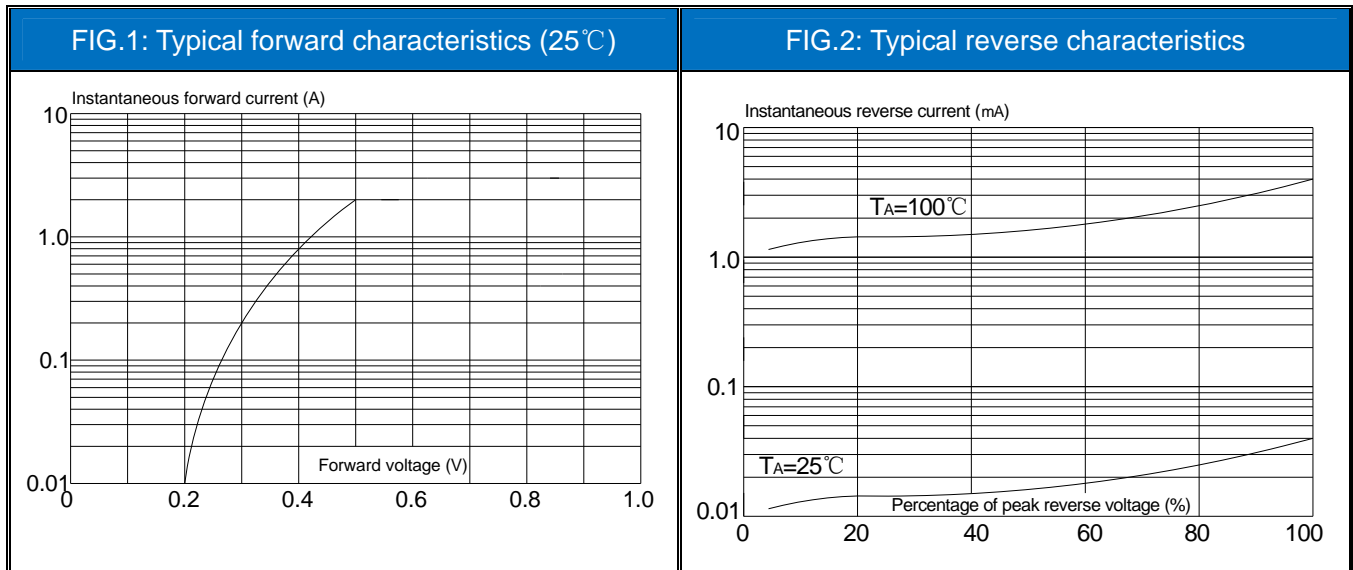 FIG.1: Typical forward characteristics (25℃)
Instantaneous forward current (A)
10
1.0
0.1
0.01
Forward voltage (V)
0 0.2 0.4 0.6 0.8 1.0
FIG.2: Typical reverse characteristics
Instantaneous reverse current (mA)
10
TA=100℃
1.0
0.1
TA=25℃
0.01
Percentage of peak reverse voltage (%)
0 20 40 60 80 100